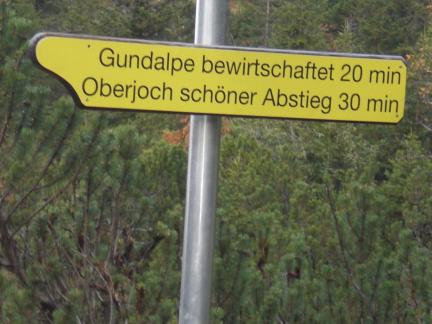 Gundalpe bewirtschaftet 20 min
Oberjoch schöner Abstieg 30 min